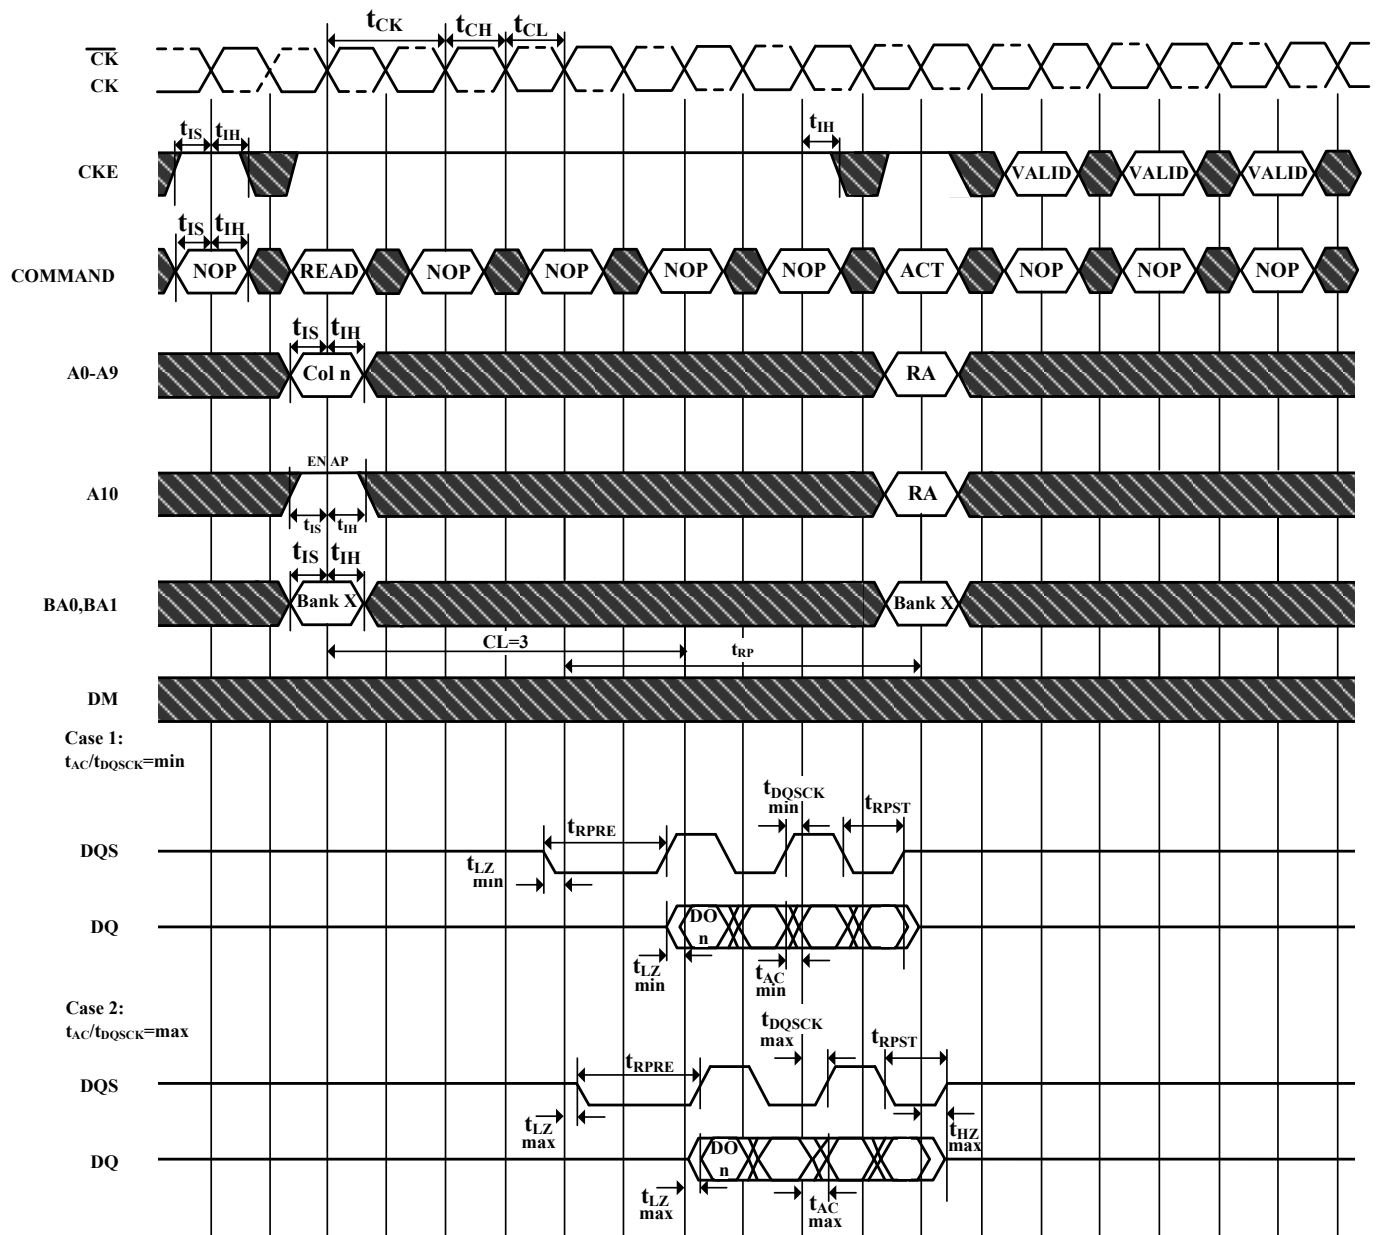 tCK tCH tCL
CK
CK
tIS tIH tIH
CKE VALID VALID VALID
tIS tIH
COMMAND NOP READ NOP NOP NOP NOP ACT NOP NOP NOP
tIS tIH
A0-A9 Col n RA
EN AP
A10 RA
tIS tIH
tIS tIH
BA0,BA1 Bank X Bank X
CL=3 tRP
DM
Case 1:
tAC/tDQSCK=min
tDQSCK
min
tRPST
tRPRE
DQS
tLZ
min
DQ DO
n
tLZ
min
tAC
min
Case 2:
tAC/tDQSCK=max
tDQSCK
max
tRPST
tRPRE
DQS
tLZ
max
tHZ
max
DQ DO
n
tLZ
max
tAC
max